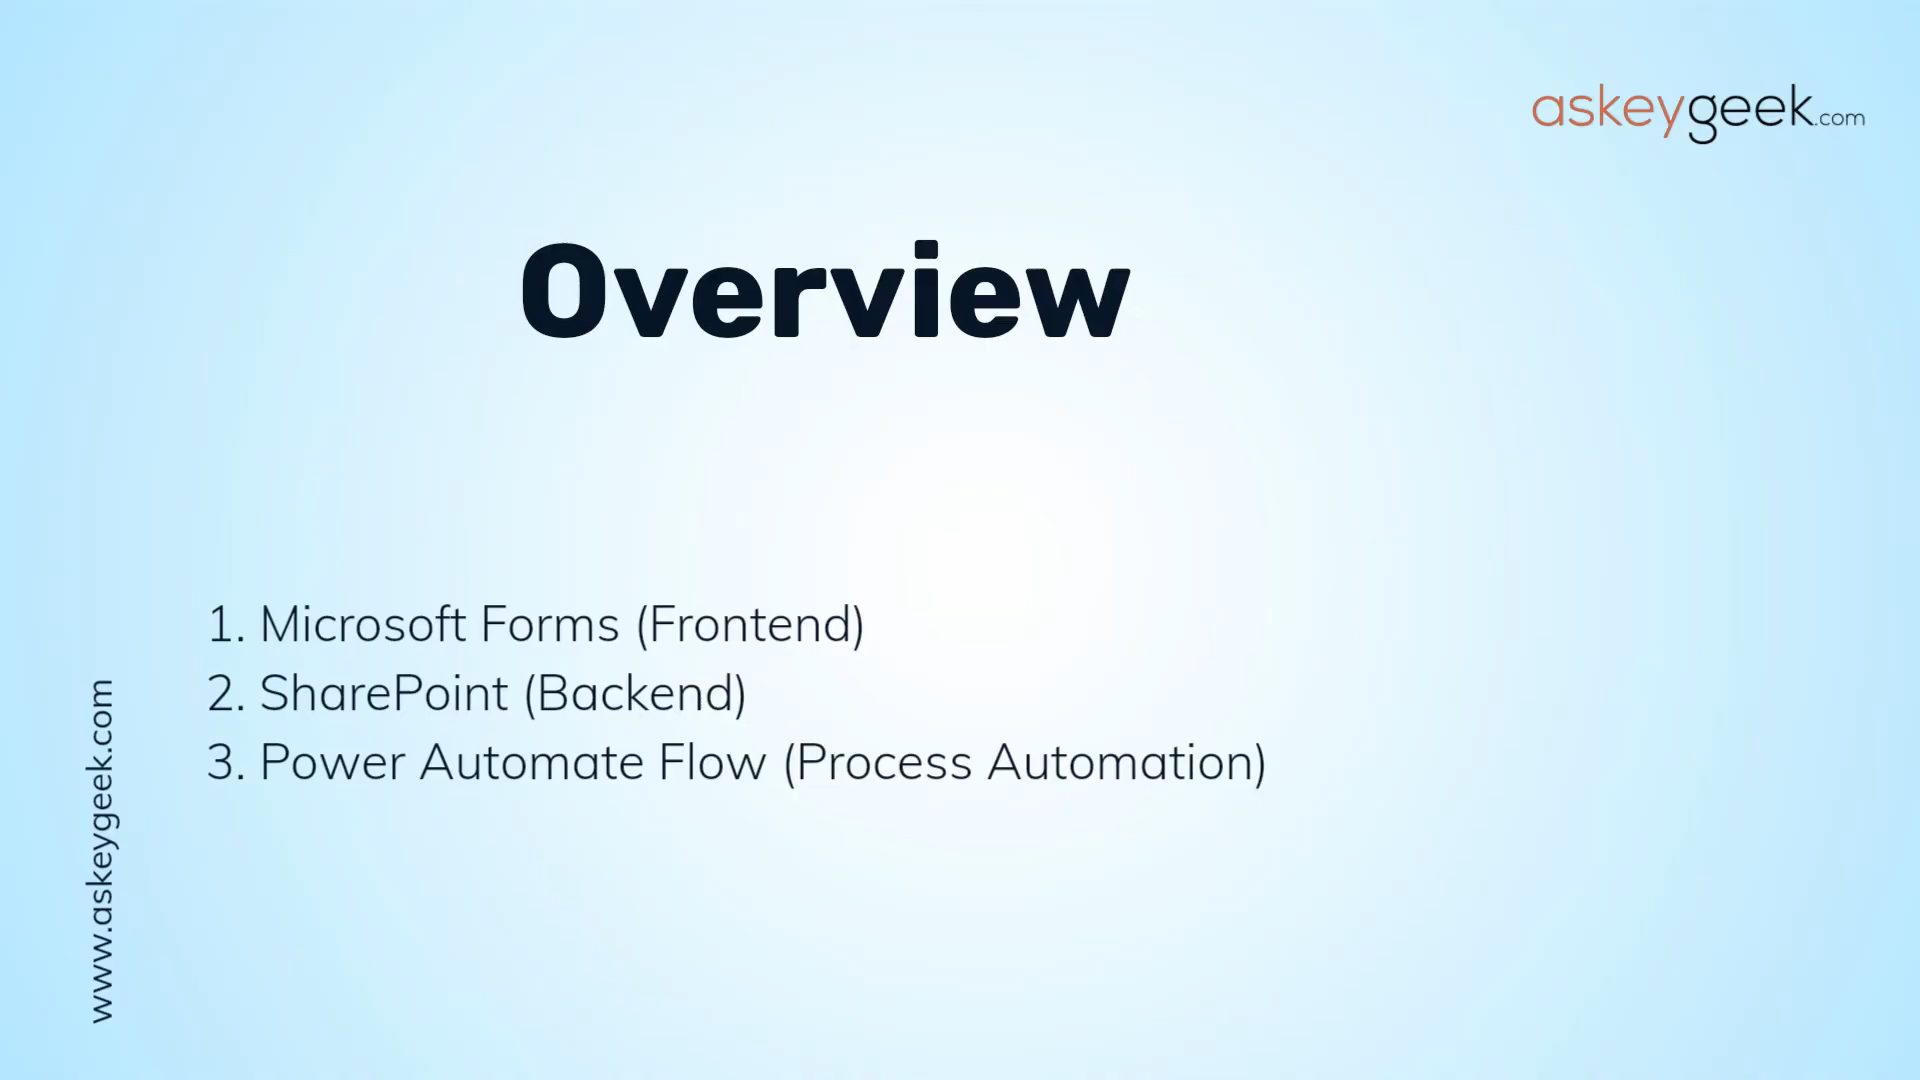 askeygeek.com
Overview
1. Microsoft Forms (Frontend)
2. SharePoint (Backend)
3. Power Automate Flow (Process Automation)
www.askeygeek.com